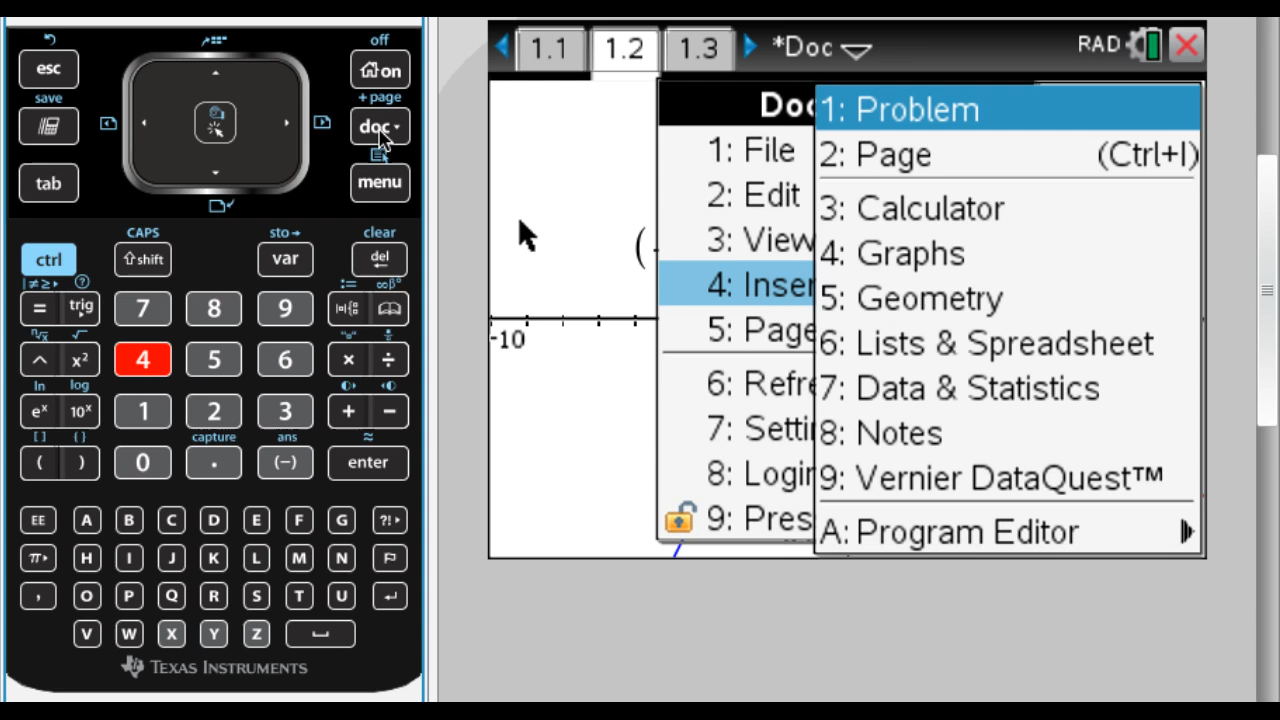 off
esc
on
save
+ page
doc
tab
menu
CAPS
sto→
clear
ctrl
⇧shift
var
del
|≠≥▸ ?
:= ∞β°
= trig 7 8 9
ⁿ√x √
"◦" ÷
^ x² 4 5 6 × ÷
ln log
eˣ 10ˣ 1 2 3 + −
[ ] { } capture ans ≈
( ) 0 . (−) enter
EE A B C D E F G ?!▸
π▸ H I J K L M N
, O P Q R S T U ↵
V W X Y Z
TEXAS INSTRUMENTS
1.1 1.2 1.3 *Doc RAD
Doc
1: File
2: Edit
3: View
4: Inser
5: Page
6: Refre
7: Setti
8: Login
9: Pres
1: Problem
2: Page (Ctrl+I)
3: Calculator
4: Graphs
5: Geometry
6: Lists & Spreadsheet
7: Data & Statistics
8: Notes
9: Vernier DataQuest™
A: Program Editor
(
-10